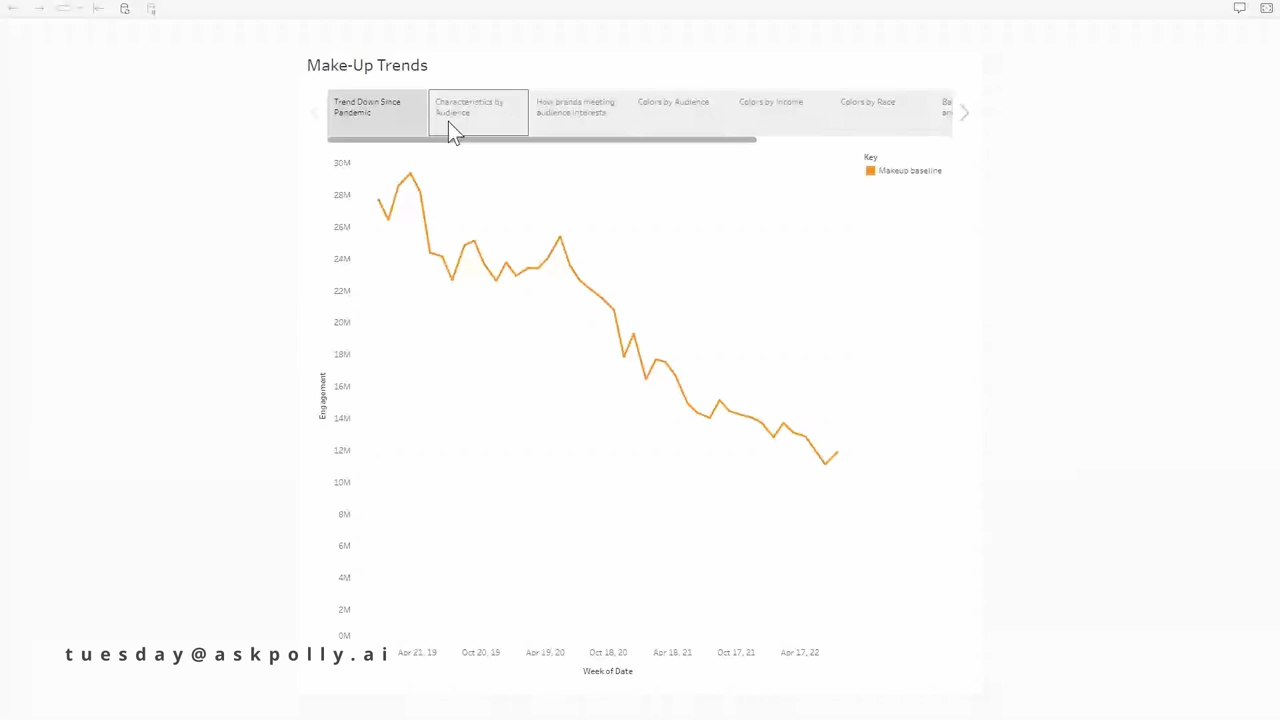 Make-Up Trends
Trend Down Since
Pandemic
Characteristics by
Audience
How brands meeting
audience interests
Colors by Audience
Colors by Income
Colors by Race
Key
Makeup baseline
30M
28M
26M
24M
22M
20M
18M
16M
14M
12M
10M
8M
6M
4M
2M
0M
Engagement
Apr 21, 19
Oct 20, 19
Apr 19, 20
Oct 18, 20
Apr 18, 21
Oct 17, 21
Apr 17, 22
Week of Date
tuesday@askpolly.ai